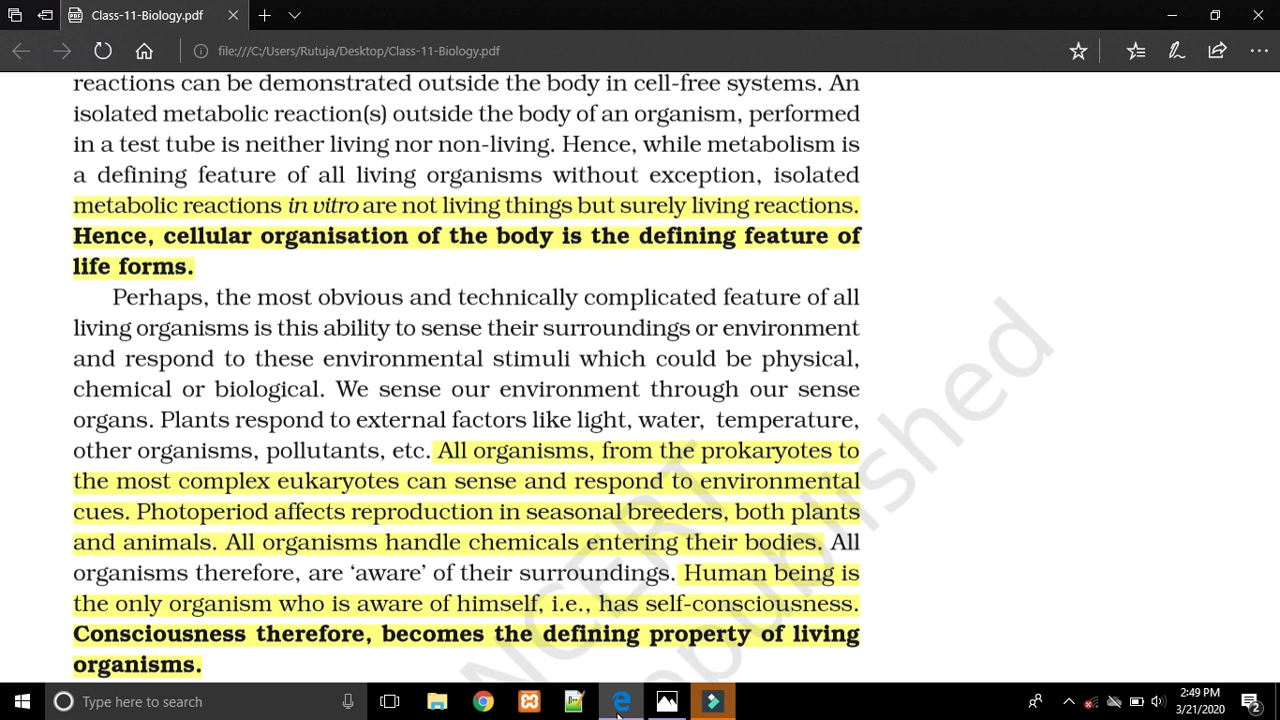 Class-11-Biology.pdf
file:///C:/Users/Rutuja/Desktop/Class-11-Biology.pdf
reactions can be demonstrated outside the body in cell-free systems. An
isolated metabolic reaction(s) outside the body of an organism, performed
in a test tube is neither living nor non-living. Hence, while metabolism is
a defining feature of all living organisms without exception, isolated
metabolic reactions in vitro are not living things but surely living reactions.
Hence, cellular organisation of the body is the defining feature of
life forms.
Perhaps, the most obvious and technically complicated feature of all
living organisms is this ability to sense their surroundings or environment
and respond to these environmental stimuli which could be physical,
chemical or biological. We sense our environment through our sense
organs. Plants respond to external factors like light, water, temperature,
other organisms, pollutants, etc. All organisms, from the prokaryotes to
the most complex eukaryotes can sense and respond to environmental
cues. Photoperiod affects reproduction in seasonal breeders, both plants
and animals. All organisms handle chemicals entering their bodies. All
organisms therefore, are ‘aware’ of their surroundings. Human being is
the only organism who is aware of himself, i.e., has self-consciousness.
Consciousness therefore, becomes the defining property of living
organisms.
NCERT
published
Type here to search
2:49 PM
3/21/2020
2